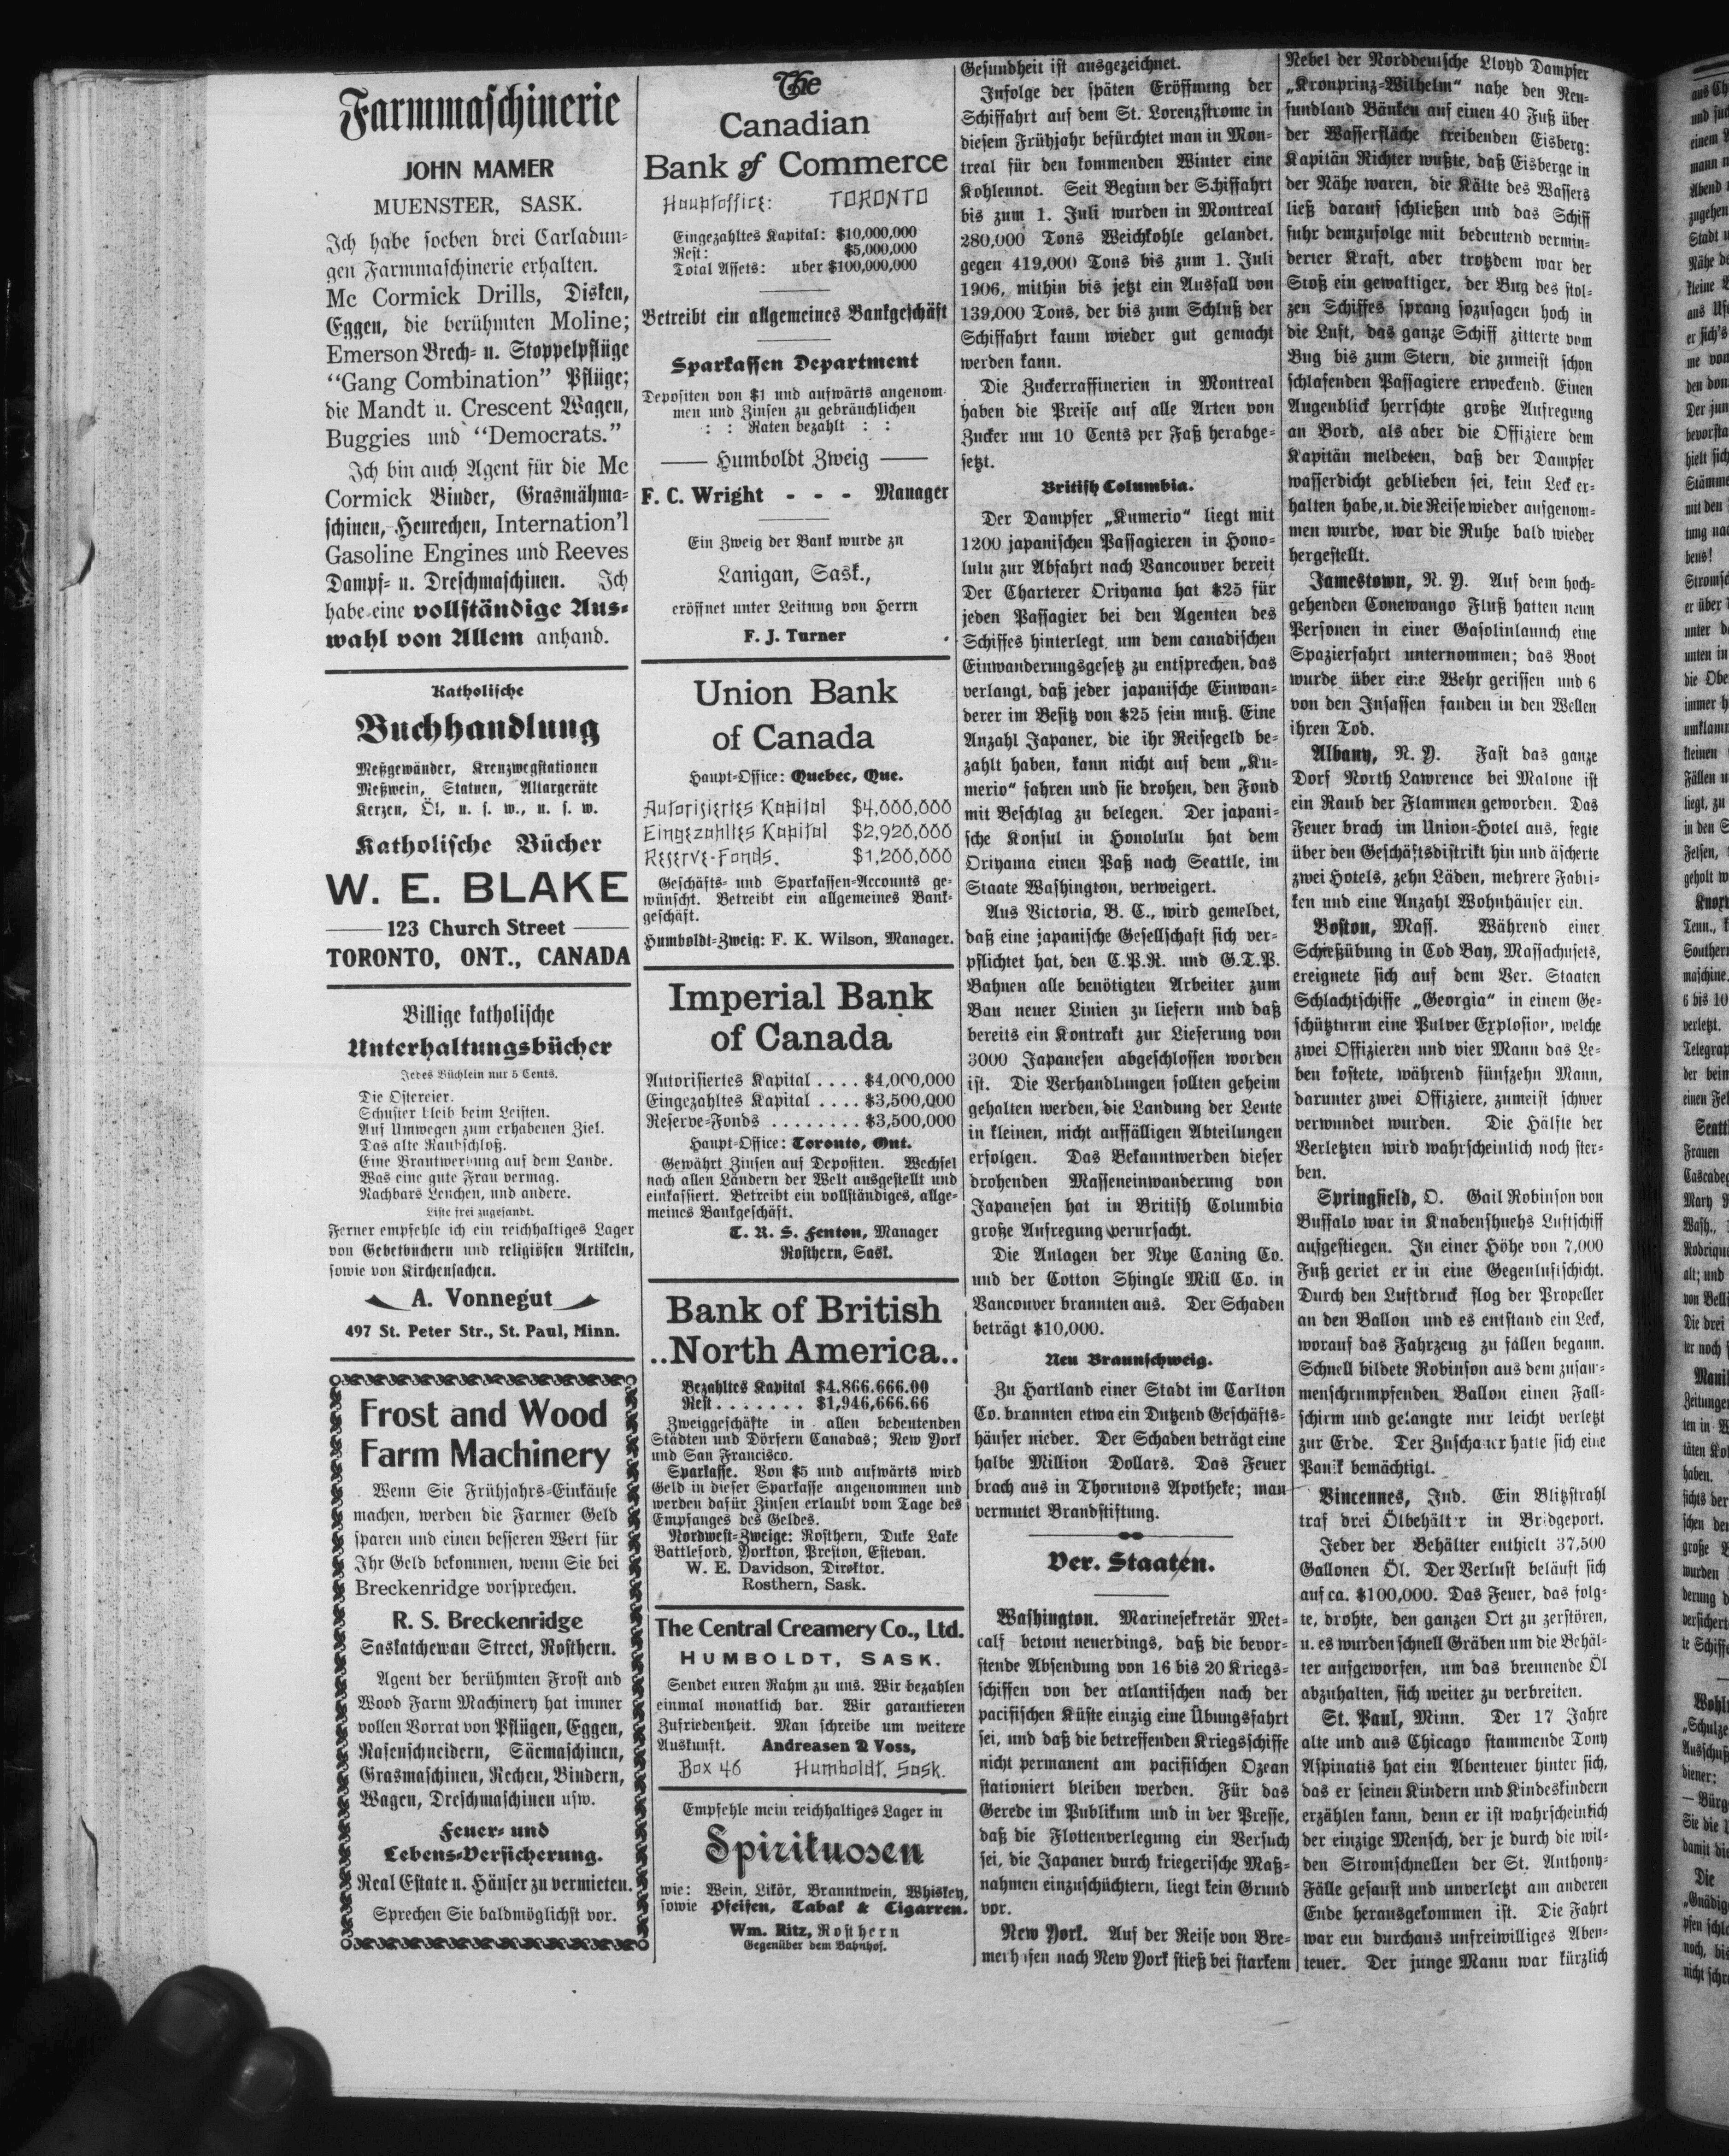 Farmmaschinerie
JOHN MAMER
MUENSTER, SASK.
Ich habe soeben drei Carladun-
gen Farmmaschinerie erhalten.
Mc Cormick Drills, Disken,
Eggen, die berühmten Moline;
Emerson Brech- u. Stoppelpflüge
“Gang Combination” Pflüge;
die Mandt u. Crescent Wagen,
Buggies und “Democrats.”
Ich bin auch Agent für die Mc
Cormick Binder, Grasmähma-
schinen, Heurechen, Internation'l
Gasoline Engines und Reeves
Dampf- u. Dreschmaschinen. Ich
habe eine vollständige Aus-
wahl von Allem anhand.
Katholische
Buchhandlung
Meßgewänder, Kreuzwegstationen
Meßwein, Statuen, Altargeräte
Kerzen, Öl, u. s. w., u. s. w.
Katholische Bücher
W. E. BLAKE
123 Church Street
TORONTO, ONT., CANADA
Billige katholische
Unterhaltungsbücher
Jedes Büchlein nur 5 Cents.
Die Ostereier.
Schuster bleib beim Leisten.
Auf Umwegen zum erhabenen Ziel.
Das alte Raubschloß.
Eine Brautwerbung auf dem Lande.
Was eine gute Frau vermag.
Nachbars Lenchen, und andere.
Liste frei zugesandt.
Ferner empfehle ich ein reichhaltiges Lager
von Gebetbüchern und religiösen Artikeln,
sowie von Kirchensachen.
A. Vonnegut
497 St. Peter Str., St. Paul, Minn.
Frost and Wood
Farm Machinery
Wenn Sie Frühjahrs-Einkäufe
machen, werden die Farmer Geld
sparen und einen besseren Wert für
Ihr Geld bekommen, wenn Sie bei
Breckenridge vorsprechen.
R. S. Breckenridge
Saskatchewan Street, Rosthern.
Agent der berühmten Frost and
Wood Farm Machinery hat immer
vollen Vorrat von Pflügen, Eggen,
Rasenschneidern, Säemaschinen,
Grasmaschinen, Rechen, Bindern,
Wagen, Dreschmaschinen usw.
Feuer- und
Lebens-Versicherung.
Real Estate u. Häuser zu vermieten.
Sprechen Sie baldmöglichst vor.
The
Canadian
Bank of Commerce
Hauptoffice: TORONTO
Eingezahltes Kapital: $10,000,000
Rest: $5,000,000
Total Assets: uber $100,000,000
Betreibt ein allgemeines Bankgeschäft
Sparkassen Department
Depositen von $1 und aufwärts angenom-
men und Zinsen zu gebräuchlichen
: : Raten bezahlt : :
Humboldt Zweig
F. C. Wright - - - Manager
Ein Zweig der Bank wurde zu
Lanigan, Sask.,
eröffnet unter Leitung von Herrn
F. J. Turner
Union Bank
of Canada
Haupt-Office: Quebec, Que.
Autorisiertes Kapital $4,000,000
Eingezahltes Kapital $2,920,000
Reserve-Fonds. $1,200,000
Geschäfts- und Sparkassen-Accounts ge-
wünscht. Betreibt ein allgemeines Bank-
geschäft.
Humboldt-Zweig: F. K. Wilson, Manager.
Imperial Bank
of Canada
Autorisiertes Kapital .... $4,000,000
Eingezahltes Kapital .... $3,500,000
Reserve-Fonds ........ $3,500,000
Haupt-Office: Toronto, Ont.
Gewährt Zinsen auf Depositen. Wechsel
nach allen Ländern der Welt ausgestellt und
einkassiert. Betreibt ein vollständiges, allge-
meines Bankgeschäft.
T. R. S. Fenton, Manager
Rosthern, Sask.
Bank of British
..North America..
Bezahltes Kapital $4.866.666.00
Rest....... $1,946,666.66
Zweiggeschäfte in allen bedeutenden
Städten und Dörfern Canadas; New York
und San Francisco.
Sparkasse. Von $5 und aufwärts wird
Geld in dieser Sparkasse angenommen und
werden dafür Zinsen erlaubt vom Tage des
Empfanges des Geldes.
Nordwest-Zweige: Rosthern, Duke Lake
Battleford, Yorkton, Preston, Estevan.
W. E. Davidson, Direktor.
Rosthern, Sask.
The Central Creamery Co., Ltd.
HUMBOLDT, SASK.
Sendet euren Rahm zu uns. Wir bezahlen
einmal monatlich bar. Wir garantieren
Zufriedenheit. Man schreibe um weitere
Auskunft. Andreasen & Voss,
Box 46 Humboldt, Sask.
Empfehle mein reichhaltiges Lager in
Spirituosen
wie: Wein, Likör, Branntwein, Whiskey,
sowie Pfeifen, Tabak & Cigarren.
Wm. Ritz, Rosthern
Gegenüber dem Bahnhof.
Gesundheit ist ausgezeichnet.
Infolge der späten Eröffnung der
Schiffahrt auf dem St. Lorenzstrome in
diesem Frühjahr befürchtet man in Mon-
treal für den kommenden Winter eine
Kohlennot. Seit Beginn der Schiffahrt
bis zum 1. Juli wurden in Montreal
280,000 Tons Weichkohle gelandet,
gegen 419,000 Tons bis zum 1. Juli
1906, mithin bis jetzt ein Ausfall von
139,000 Tons, der bis zum Schluß der
Schiffahrt kaum wieder gut gemacht
werden kann.
Die Zuckerraffinerien in Montreal
haben die Preise auf alle Arten von
Zucker um 10 Cents per Faß herabge-
setzt.
British Columbia.
Der Dampfer „Kumerio“ liegt mit
1200 japanischen Passagieren in Hono-
lulu zur Abfahrt nach Vancouver bereit
Der Charterer Oriyama hat $25 für
jeden Passagier bei den Agenten des
Schiffes hinterlegt, um dem canadischen
Einwanderungsgesetz zu entsprechen, das
verlangt, daß jeder japanische Einwan-
derer im Besitz von $25 sein muß. Eine
Anzahl Japaner, die ihr Reisegeld be-
zahlt haben, kann nicht auf dem „Ku-
merio“ fahren und sie drohen, den Fond
mit Beschlag zu belegen. Der japani-
sche Konsul in Honolulu hat dem
Oriyama einen Paß nach Seattle, im
Staate Washington, verweigert.
Aus Victoria, B. C., wird gemeldet,
daß eine japanische Gesellschaft sich ver-
pflichtet hat, den C.P.R. und G.T.P.
Bahnen alle benötigten Arbeiter zum
Bau neuer Linien zu liefern und daß
bereits ein Kontrakt zur Lieferung von
3000 Japanesen abgeschlossen worden
ist. Die Verhandlungen sollten geheim
gehalten werden, die Landung der Leute
in kleinen, nicht auffälligen Abteilungen
erfolgen. Das Bekanntwerden dieser
drohenden Masseneinwanderung von
Japanesen hat in British Columbia
große Aufregung verursacht.
Die Anlagen der Nye Caning Co.
und der Cotton Shingle Mill Co. in
Vancouver brannten aus. Der Schaden
beträgt $10,000.
Neu Braunschweig.
Zu Hartland einer Stadt im Carlton
Co. brannten etwa ein Dutzend Geschäfts-
häuser nieder. Der Schaden beträgt eine
halbe Million Dollars. Das Feuer
brach aus in Thorntons Apotheke; man
vermutet Brandstiftung.
Ver. Staaten.
Washington. Marinesekretär Met-
calf betont neuerdings, daß die bevor-
stende Absendung von 16 bis 20 Kriegs-
schiffen von der atlantischen nach der
pacifischen Küste einzig eine Übungsfahrt
sei, und daß die betreffenden Kriegsschiffe
nicht permanent am pacifischen Ozean
stationiert bleiben werden. Für das
Gerede im Publikum und in der Presse,
daß die Flottenverlegung ein Versuch
sei, die Japaner durch kriegerische Maß-
nahmen einzuschüchtern, liegt kein Grund
vor.
New York. Auf der Reise von Bre-
merhafen nach New York stieß bei starkem
Nebel der Norddeutsche Lloyd Dampfer
„Kronprinz-Wilhelm“ nahe den Neu-
fundland Bänken auf einen 40 Fuß über
der Wasserfläche treibenden Eisberg:
Kapitän Richter wußte, daß Eisberge in
der Nähe waren, die Kälte des Wassers
ließ darauf schließen und das Schiff
fuhr demzufolge mit bedeutend vermin-
derter Kraft, aber trotzdem war der
Stoß ein gewaltiger, der Bug des stol-
zen Schiffes sprang sozusagen hoch in
die Luft, das ganze Schiff zitterte vom
Bug bis zum Stern, die zumeist schon
schlafenden Passagiere erweckend. Einen
Augenblick herrschte große Aufregung
an Bord, als aber die Offiziere dem
Kapitän meldeten, daß der Dampfer
wasserdicht geblieben sei, kein Leck er-
halten habe, u. die Reise wieder aufgenom-
men wurde, war die Ruhe bald wieder
hergestellt.
Jamestown, N. Y. Auf dem hoch-
gehenden Conewango Fluß hatten neun
Personen in einer Gasolinlaunch eine
Spazierfahrt unternommen; das Boot
wurde über eine Wehr gerissen und 6
von den Insassen fanden in den Wellen
ihren Tod.
Albany, N. Y. Fast das ganze
Dorf North Lawrence bei Malone ist
ein Raub der Flammen geworden. Das
Feuer brach im Union-Hotel aus, fegte
über den Geschäftsdistrikt hin und äscherte
zwei Hotels, zehn Läden, mehrere Fabri-
ken und eine Anzahl Wohnhäuser ein.
Boston, Mass. Während einer
Schießübung in Cod Bay, Massachusets,
ereignete sich auf dem Ver. Staaten
Schlachtschiffe „Georgia“ in einem Ge-
schützturm eine Pulver Explosion, welche
zwei Offizieren und vier Mann das Le-
ben kostete, während fünfzehn Mann,
darunter zwei Offiziere, zumeist schwer
verwundet wurden. Die Hälfte der
Verletzten wird wahrscheinlich noch ster-
ben.
Springfield, O. Gail Robinson von
Buffalo war in Knabenshuehs Luftschiff
aufgestiegen. In einer Höhe von 7,000
Fuß geriet er in eine Gegenluftschicht.
Durch den Luftdruck flog der Propeller
an den Ballon und es entstand ein Leck,
worauf das Fahrzeug zu fallen begann.
Schnell bildete Robinson aus dem zusam-
menschrumpfenden Ballon einen Fall-
schirm und gelangte nur leicht verletzt
zur Erde. Der Zuschauer hatte sich eine
Panik bemächtigt.
Vincennes, Ind. Ein Blitzstrahl
traf drei Ölbehälter in Bridgeport.
Jeder der Behälter enthielt 37,500
Gallonen Öl. Der Verlust beläuft sich
auf ca. $100,000. Das Feuer, das folg-
te, drohte, den ganzen Ort zu zerstören,
u. es wurden schnell Gräben um die Behäl-
ter aufgeworfen, um das brennende Öl
abzuhalten, sich weiter zu verbreiten.
St. Paul, Minn. Der 17 Jahre
alte und aus Chicago stammende Tony
Aspinatis hat ein Abenteuer hinter sich,
das er seinen Kindern und Kindeskindern
erzählen kann, denn er ist wahrscheinlich
der einzige Mensch, der je durch die wil-
den Stromschnellen der St. Anthony-
Fälle gesaust und unverletzt am anderen
Ende herausgekommen ist. Die Fahrt
war ein durchaus unfreiwilliges Aben-
teuer. Der junge Mann war kürzlich